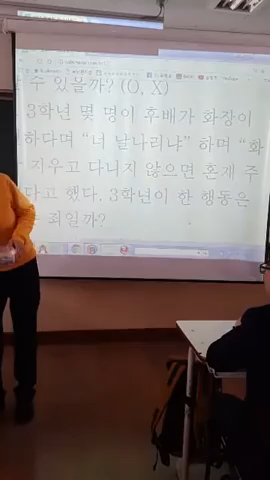 수 있을까? (O, X)
3학년 몇 명이 후배가 화장이
하다며 “너 날나리냐” 하며 “화
지우고 다니지 않으면 혼재 주
다고 했다. 3학년이 한 행동은
죄일까?